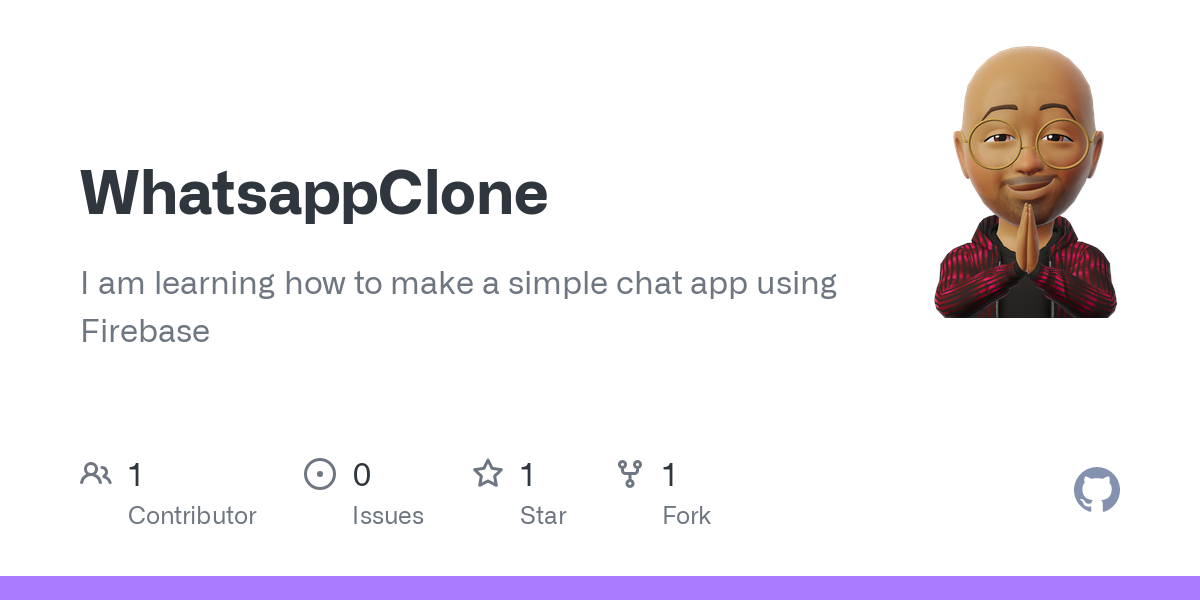 WhatsappClone
I am learning how to make a simple chat app using
Firebase
1 0 1 1
Contributor Issues Star Fork